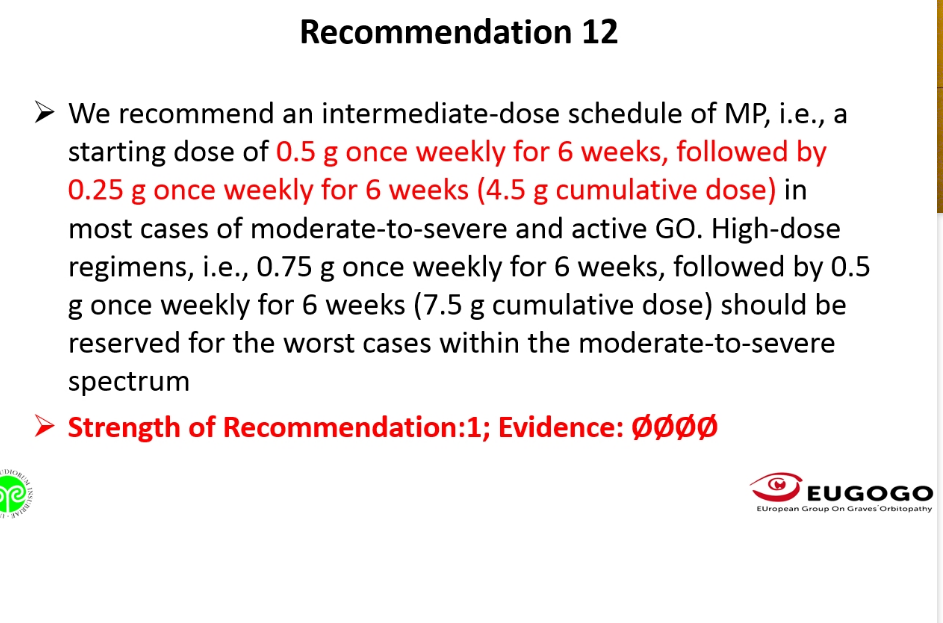 Recommendation 12
➢ We recommend an intermediate-dose schedule of MP, i.e., a
starting dose of 0.5 g once weekly for 6 weeks, followed by
0.25 g once weekly for 6 weeks (4.5 g cumulative dose) in
most cases of moderate-to-severe and active GO. High-dose
regimens, i.e., 0.75 g once weekly for 6 weeks, followed by 0.5
g once weekly for 6 weeks (7.5 g cumulative dose) should be
reserved for the worst cases within the moderate-to-severe
spectrum
➢ Strength of Recommendation:1; Evidence: ØØØØ
EUGOGO
EUropean Group On Graves' Orbitopathy